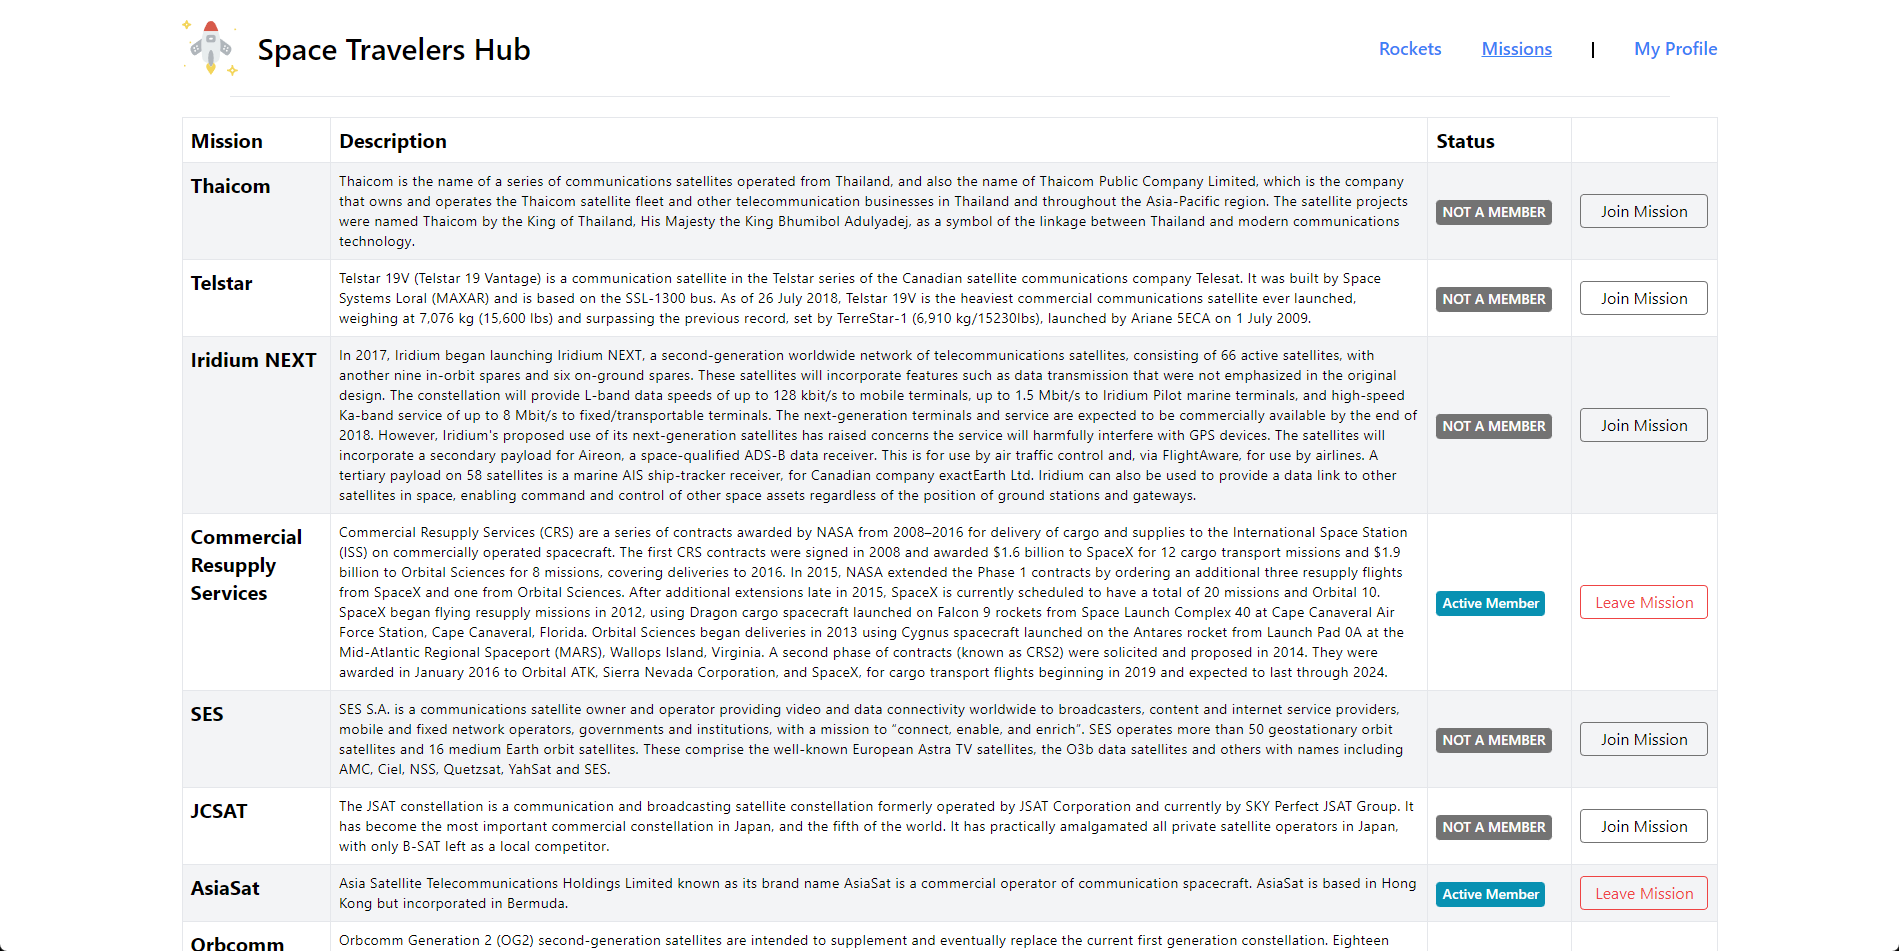 Space Travelers Hub
Rockets
Missions
|
My Profile
Mission
Description
Status
Thaicom
Thaicom is the name of a series of communications satellites operated from Thailand, and also the name of Thaicom Public Company Limited, which is the company
that owns and operates the Thaicom satellite fleet and other telecommunication businesses in Thailand and throughout the Asia-Pacific region. The satellite projects
were named Thaicom by the King of Thailand, His Majesty the King Bhumibol Adulyadej, as a symbol of the linkage between Thailand and modern communications
technology.
NOT A MEMBER
Join Mission
Telstar
Telstar 19V (Telstar 19 Vantage) is a communication satellite in the Telstar series of the Canadian satellite communications company Telesat. It was built by Space
Systems Loral (MAXAR) and is based on the SSL-1300 bus. As of 26 July 2018, Telstar 19V is the heaviest commercial communications satellite ever launched,
weighing at 7,076 kg (15,600 lbs) and surpassing the previous record, set by TerreStar-1 (6,910 kg/15230lbs), launched by Ariane 5ECA on 1 July 2009.
NOT A MEMBER
Join Mission
Iridium NEXT
In 2017, Iridium began launching Iridium NEXT, a second-generation worldwide network of telecommunications satellites, consisting of 66 active satellites, with
another nine in-orbit spares and six on-ground spares. These satellites will incorporate features such as data transmission that were not emphasized in the original
design. The constellation will provide L-band data speeds of up to 128 kbit/s to mobile terminals, up to 1.5 Mbit/s to Iridium Pilot marine terminals, and high-speed
Ka-band service of up to 8 Mbit/s to fixed/transportable terminals. The next-generation terminals and service are expected to be commercially available by the end of
2018. However, Iridium's proposed use of its next-generation satellites has raised concerns the service will harmfully interfere with GPS devices. The satellites will
incorporate a secondary payload for Aireon, a space-qualified ADS-B data receiver. This is for use by air traffic control and, via FlightAware, for use by airlines. A
tertiary payload on 58 satellites is a marine AIS ship-tracker receiver, for Canadian company exactEarth Ltd. Iridium can also be used to provide a data link to other
satellites in space, enabling command and control of other space assets regardless of the position of ground stations and gateways.
NOT A MEMBER
Join Mission
Commercial
Resupply
Services
Commercial Resupply Services (CRS) are a series of contracts awarded by NASA from 2008–2016 for delivery of cargo and supplies to the International Space Station
(ISS) on commercially operated spacecraft. The first CRS contracts were signed in 2008 and awarded $1.6 billion to SpaceX for 12 cargo transport missions and $1.9
billion to Orbital Sciences for 8 missions, covering deliveries to 2016. In 2015, NASA extended the Phase 1 contracts by ordering an additional three resupply flights
from SpaceX and one from Orbital Sciences. After additional extensions late in 2015, SpaceX is currently scheduled to have a total of 20 missions and Orbital 10.
SpaceX began flying resupply missions in 2012, using Dragon cargo spacecraft launched on Falcon 9 rockets from Space Launch Complex 40 at Cape Canaveral Air
Force Station, Cape Canaveral, Florida. Orbital Sciences began deliveries in 2013 using Cygnus spacecraft launched on the Antares rocket from Launch Pad 0A at the
Mid-Atlantic Regional Spaceport (MARS), Wallops Island, Virginia. A second phase of contracts (known as CRS2) were solicited and proposed in 2014. They were
awarded in January 2016 to Orbital ATK, Sierra Nevada Corporation, and SpaceX, for cargo transport flights beginning in 2019 and expected to last through 2024.
Active Member
Leave Mission
SES
SES S.A. is a communications satellite owner and operator providing video and data connectivity worldwide to broadcasters, content and internet service providers,
mobile and fixed network operators, governments and institutions, with a mission to “connect, enable, and enrich”. SES operates more than 50 geostationary orbit
satellites and 16 medium Earth orbit satellites. These comprise the well-known European Astra TV satellites, the O3b data satellites and others with names including
AMC, Ciel, NSS, Quetzsat, YahSat and SES.
NOT A MEMBER
Join Mission
JCSAT
The JSAT constellation is a communication and broadcasting satellite constellation formerly operated by JSAT Corporation and currently by SKY Perfect JSAT Group. It
has become the most important commercial constellation in Japan, and the fifth of the world. It has practically amalgamated all private satellite operators in Japan,
with only B-SAT left as a local competitor.
NOT A MEMBER
Join Mission
AsiaSat
Asia Satellite Telecommunications Holdings Limited known as its brand name AsiaSat is a commercial operator of communication spacecraft. AsiaSat is based in Hong
Kong but incorporated in Bermuda.
Active Member
Leave Mission
Orbcomm
Orbcomm Generation 2 (OG2) second-generation satellites are intended to supplement and eventually replace the current first generation constellation. Eighteen